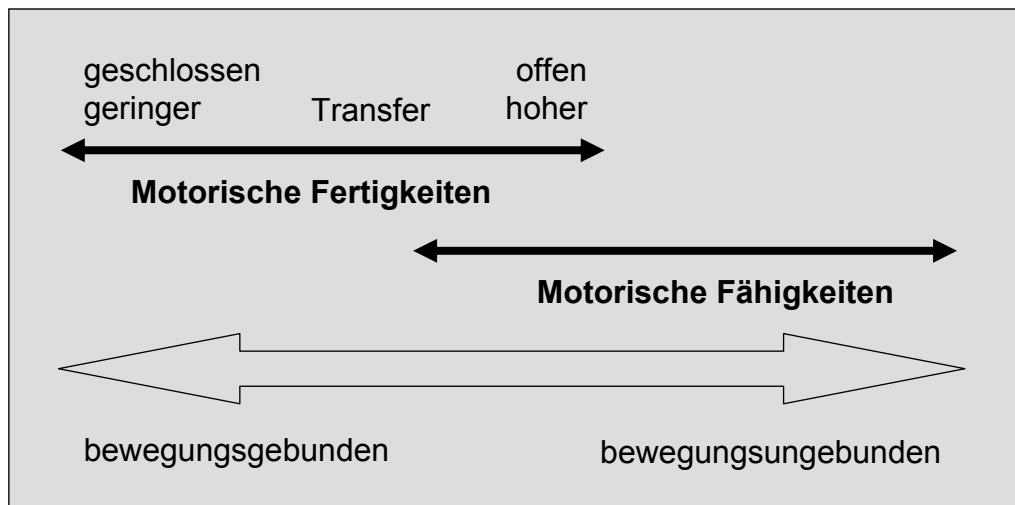 geschlossen offen
geringer Transfer hoher
Motorische Fertigkeiten
Motorische Fähigkeiten
bewegungsgebunden bewegungsungebunden